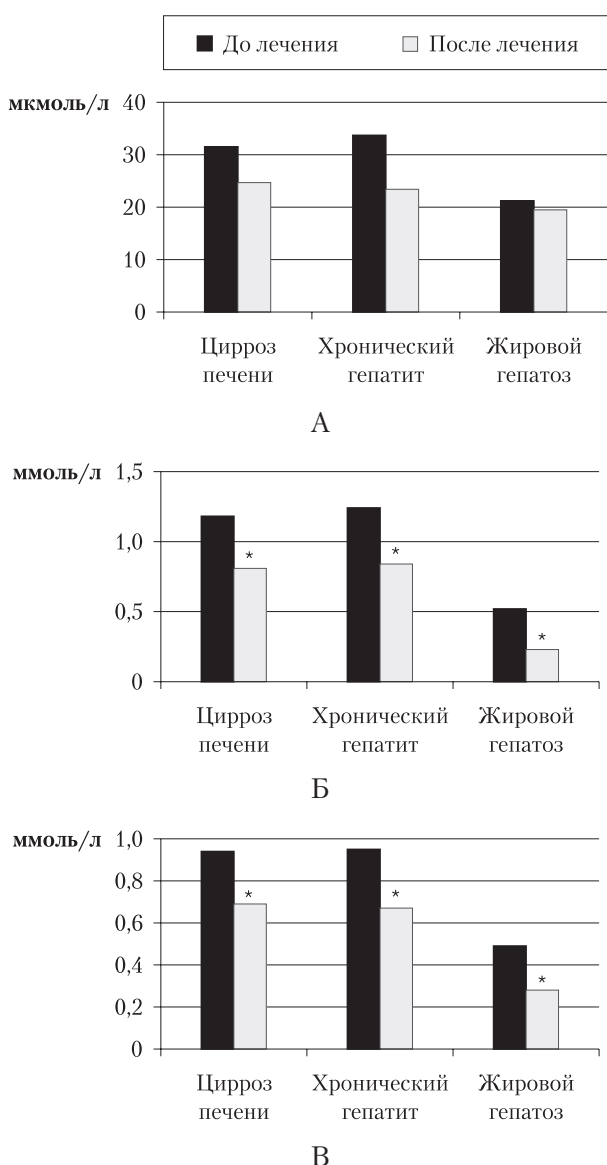 До лечения После лечения
мкмоль/л
40
30
20
10
0
Цирроз печени
Хронический гепатит
Жировой гепатоз
А
ммоль/л
1,5
1,0
0,5
0
* * *
Цирроз печени
Хронический гепатит
Жировой гепатоз
Б
ммоль/л
1,0
0,8
0,6
0,4
0,2
0
* * *
Цирроз печени
Хронический гепатит
Жировой гепатоз
В